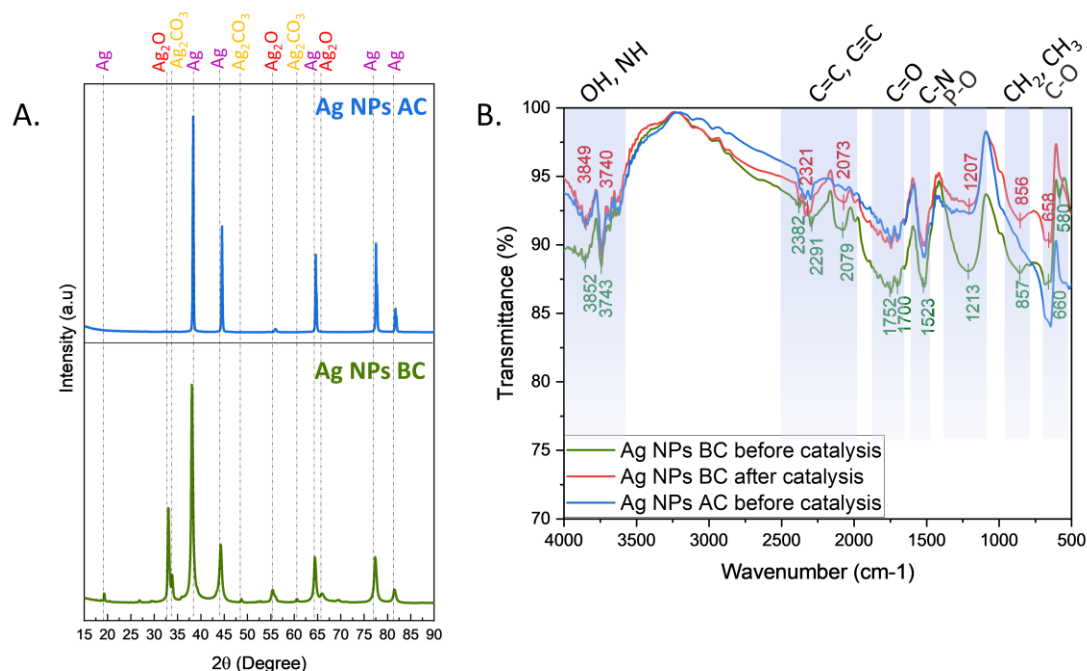 A.
Ag
Ag2O
Ag2CO3
Ag
Ag
Ag2CO3
Ag2O
Ag2CO3
Ag
Ag2O
Ag
Ag
Ag NPs AC
Ag NPs BC
Intensity (a.u)
15 20 25 30 35 40 45 50 55 60 65 70 75 80 85 90
2θ (Degree)
B.
OH, NH
C=C, C≡C
C=O
C-N
P-O
CH2, CH3
C-O
100
95
90
85
80
75
70
Transmittance (%)
3849
3740
2321
2073
1207
856
658
3852
3743
2382
2291
2079
1752
1700
1523
1213
857
660
580
Ag NPs BC before catalysis
Ag NPs BC after catalysis
Ag NPs AC before catalysis
4000 3500 3000 2500 2000 1500 1000 500
Wavenumber (cm-1)